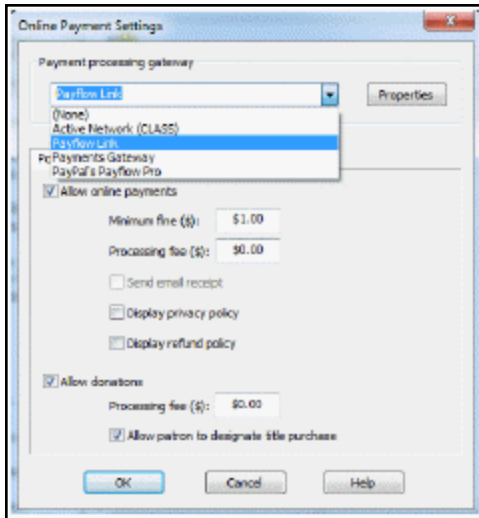 Online Payment Settings
Payment processing gateway
Payflow Link
Properties
(None)
Active Network (CLASS)
Payflow Link
Payments Gateway
PayPal's Payflow Pro
Allow online payments
Minimum fine ($): $1.00
Processing fee ($): $0.00
Send email receipt
Display privacy policy
Display refund policy
Allow donations
Processing fee ($): $0.00
Allow patron to designate title purchase
OK Cancel Help